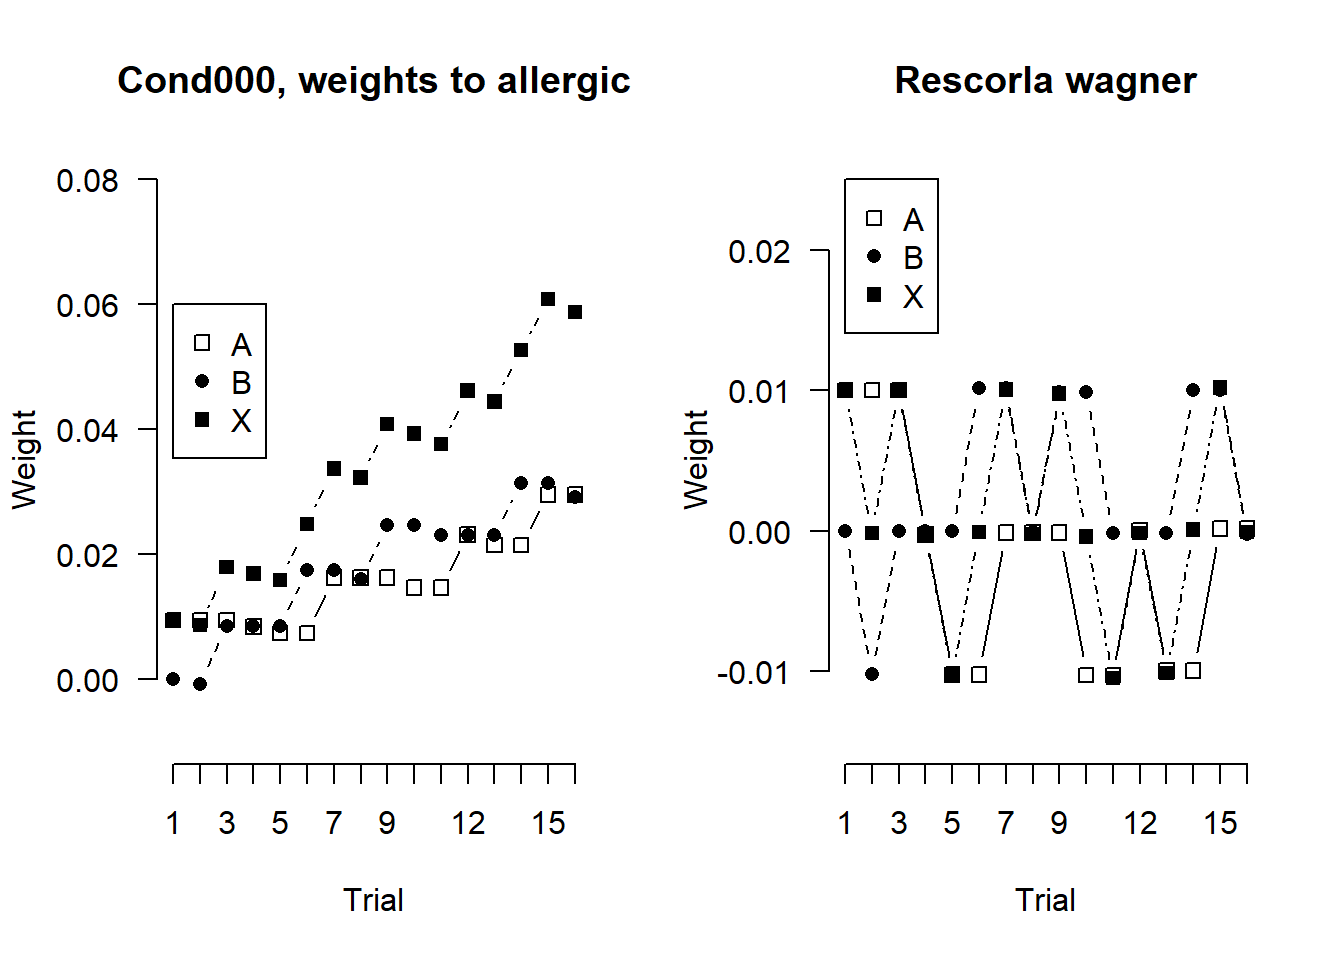 Cond000, weights to allergic
0.08
0.06
0.04
0.02
0.00
Weight
A
B
X
1 3 5 7 9 12 15
Trial
Rescorla wagner
0.02
0.01
0.00
-0.01
Weight
A
B
X
1 3 5 7 9 12 15
Trial